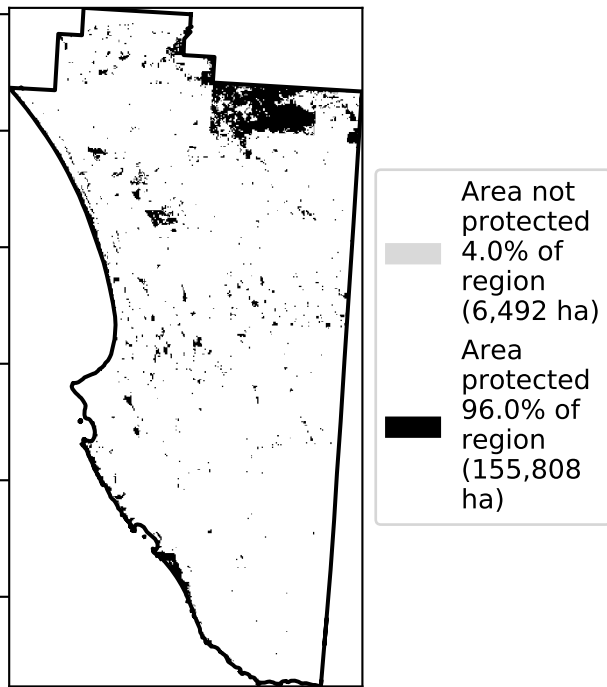 Area not
protected
4.0% of
region
(6,492 ha)
Area
protected
96.0% of
region
(155,808
ha)